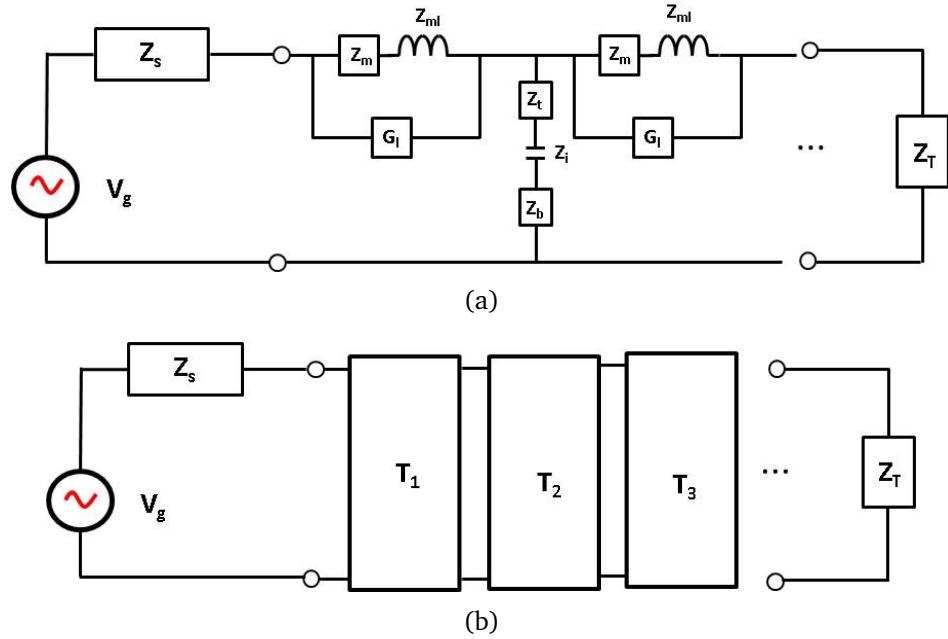 Z_ml Z_ml
Z_s Z_m Z_m
Z_t
G_l Z_i G_l
... Z_T
V_g Z_b
(a)
Z_s
T_1 T_2 T_3 ... Z_T
V_g
(b)